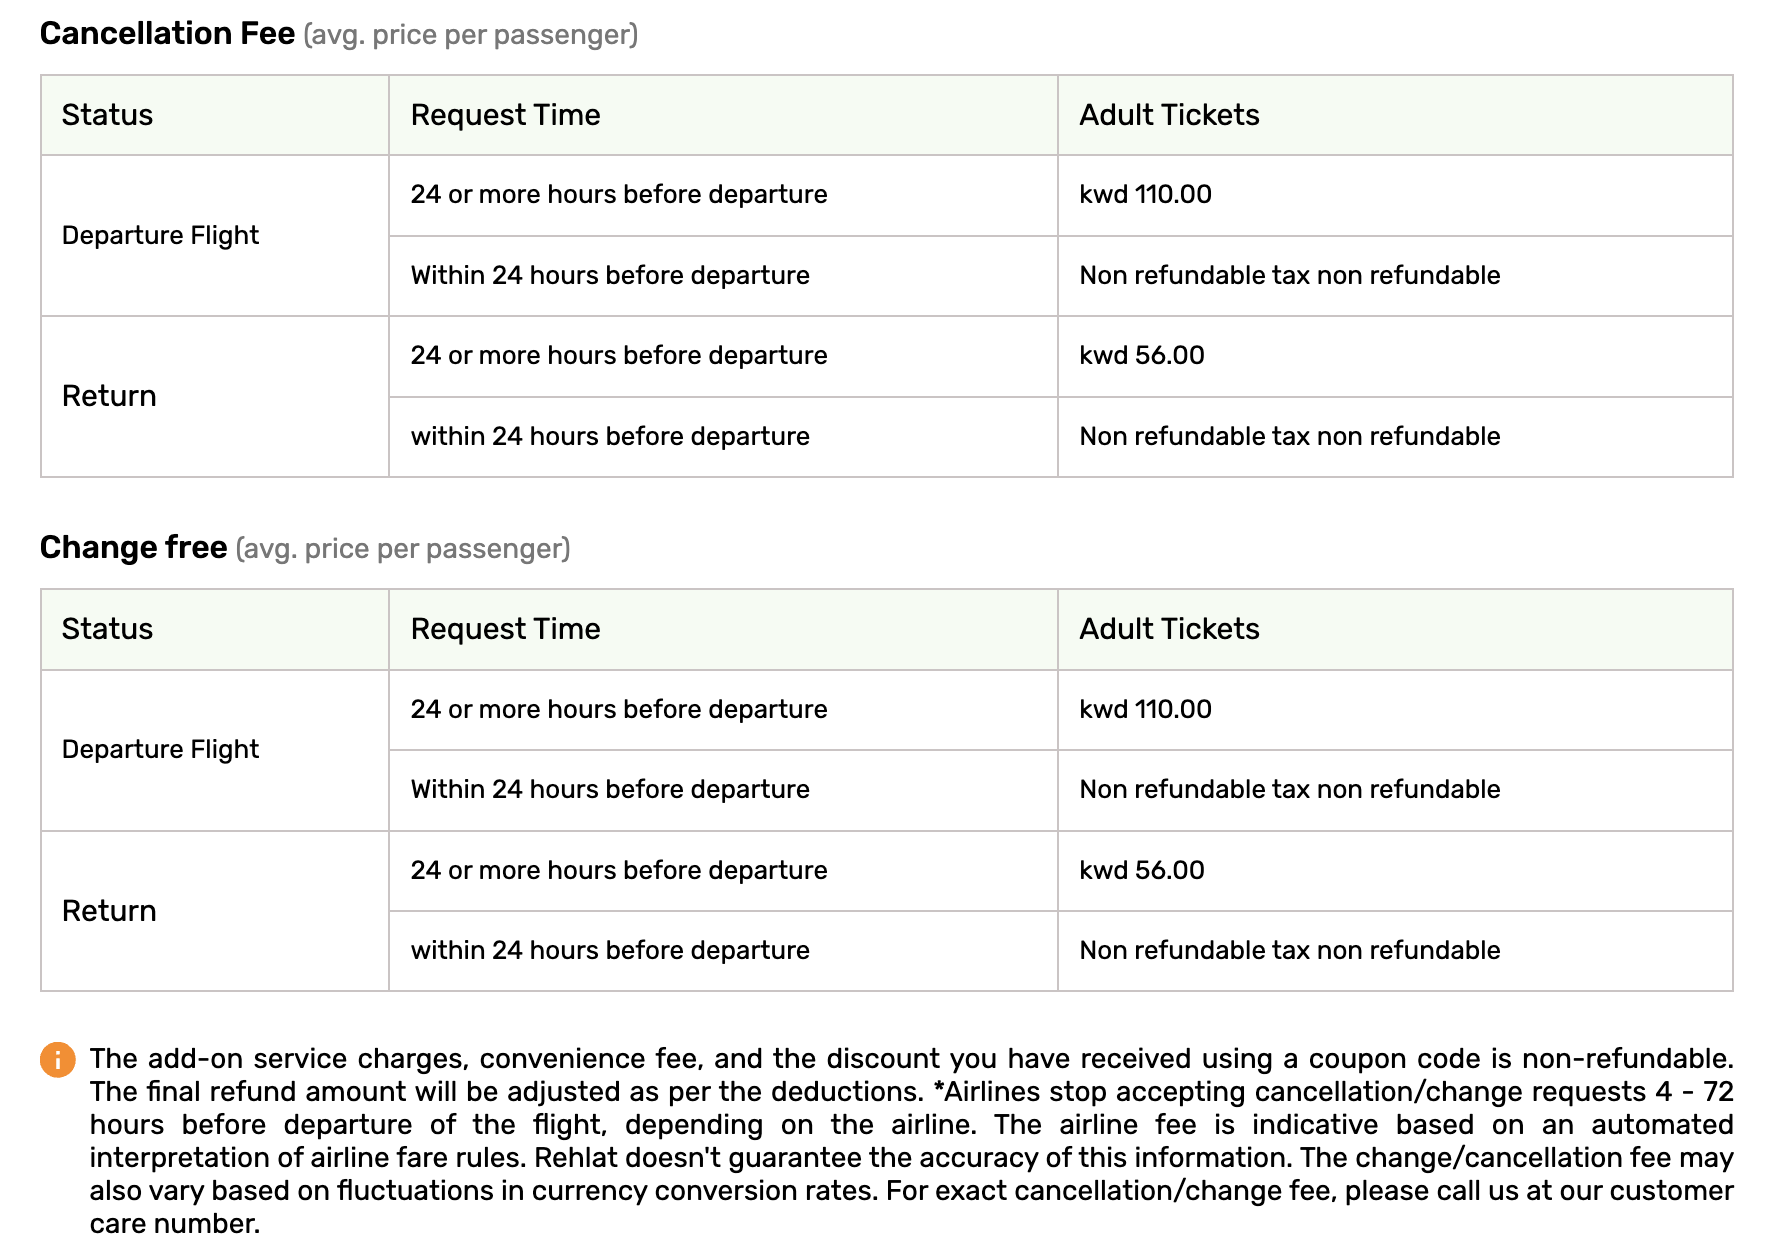 Cancellation Fee (avg. price per passenger)
Status Request Time Adult Tickets
Departure Flight
24 or more hours before departure kwd 110.00
Within 24 hours before departure Non refundable tax non refundable
Return
24 or more hours before departure kwd 56.00
within 24 hours before departure Non refundable tax non refundable
Change free (avg. price per passenger)
Status Request Time Adult Tickets
Departure Flight
24 or more hours before departure kwd 110.00
Within 24 hours before departure Non refundable tax non refundable
Return
24 or more hours before departure kwd 56.00
within 24 hours before departure Non refundable tax non refundable
The add-on service charges, convenience fee, and the discount you have received using a coupon code is non-refundable.
The final refund amount will be adjusted as per the deductions. *Airlines stop accepting cancellation/change requests 4 - 72
hours before departure of the flight, depending on the airline. The airline fee is indicative based on an automated
interpretation of airline fare rules. Rehlat doesn't guarantee the accuracy of this information. The change/cancellation fee may
also vary based on fluctuations in currency conversion rates. For exact cancellation/change fee, please call us at our customer
care number.